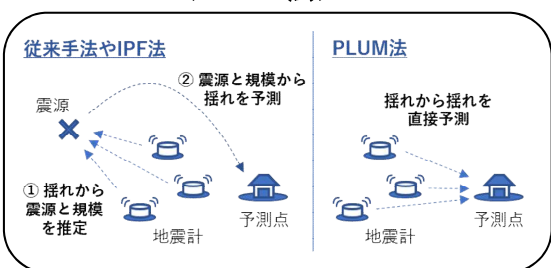 従来手法やIPF法
② 震源と規模から
揺れを予測
震源
① 揺れから
震源と規模
を推定
地震計
予測点
PLUM法
揺れから揺れを
直接予測
地震計
予測点